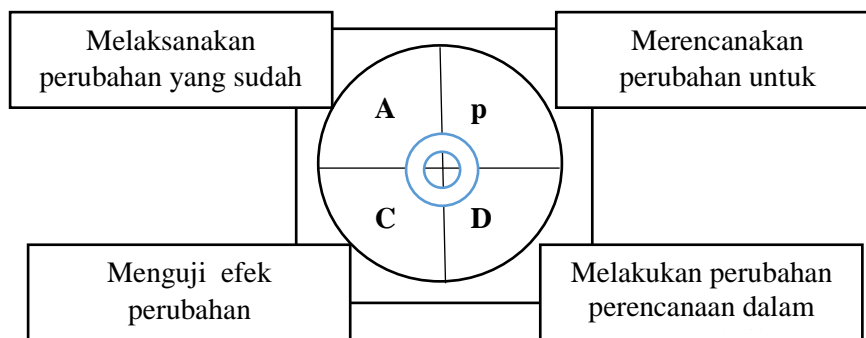 Melaksanakan
perubahan yang sudah
Merencanakan
perubahan untuk
A
p
C
D
Menguji efek
perubahan
Melakukan perubahan
perencanaan dalam